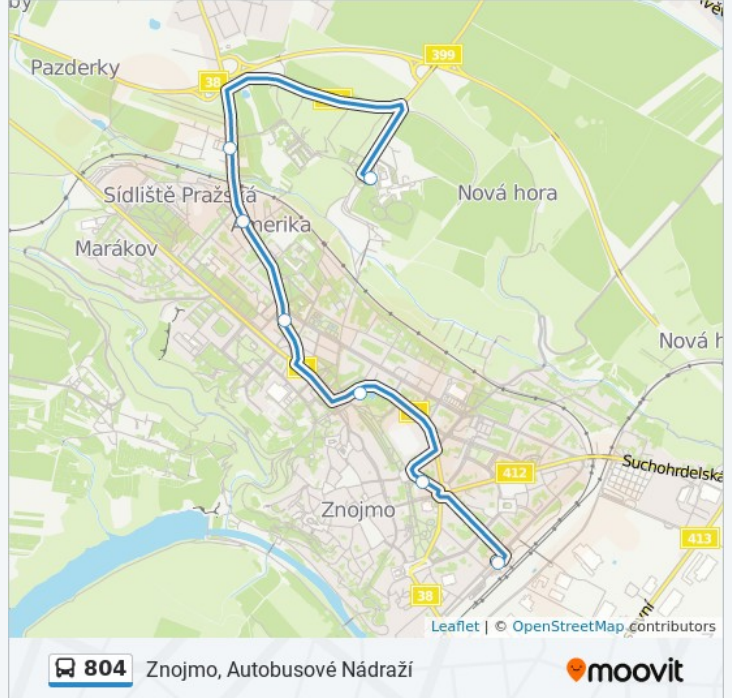 by
399
Pazderky
38
Sídliště Pražská
Nová hora
Amerika
Marákov
Nová h
412
Suchohrdelská
Znojmo
413
38
Leaflet | © OpenStreetMap contributors
804 Znojmo, Autobusové Nádraží
moovit